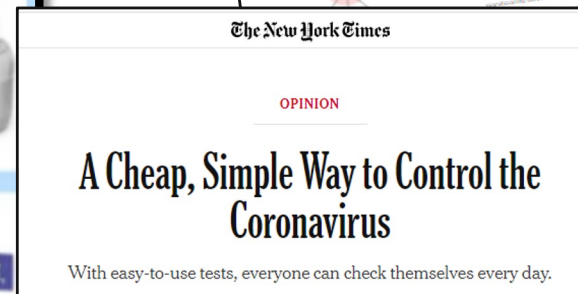 The New York Times
OPINION
A Cheap, Simple Way to Control the
Coronavirus
With easy-to-use tests, everyone can check themselves every day.